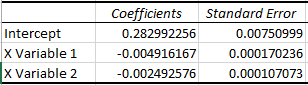 Coefficients Standard Error
Intercept 0.282992256 0.00750999
X Variable 1 -0.004916167 0.000170236
X Variable 2 -0.002492576 0.000107073